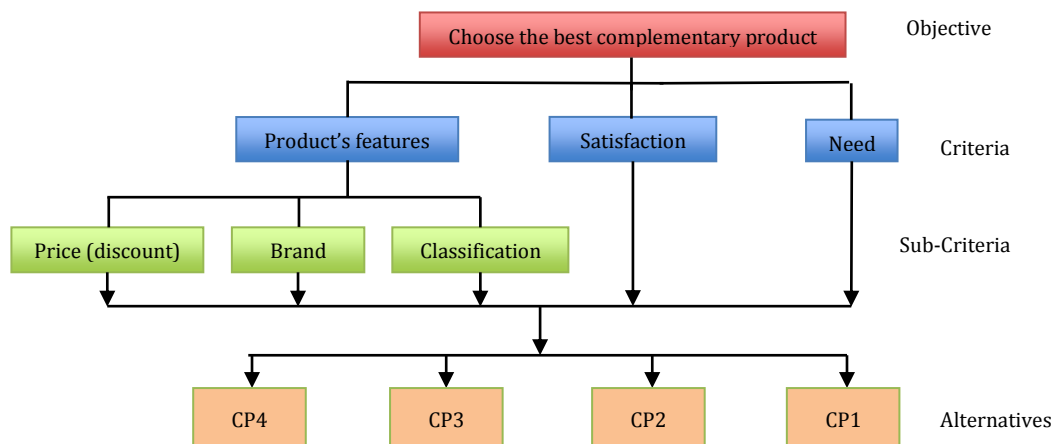 Choose the best complementary product
Objective
Product’s features
Satisfaction
Need
Criteria
Price (discount)
Brand
Classification
Sub-Criteria
CP4
CP3
CP2
CP1
Alternatives